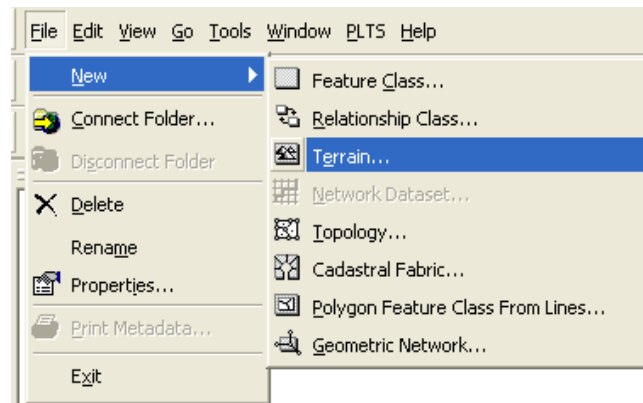 File Edit View Go Tools Window PLTS Help
New
Connect Folder...
Disconnect Folder
Delete
Rename
Properties...
Print Metadata...
Exit
Feature Class...
Relationship Class...
Terrain...
Network Dataset...
Topology...
Cadastral Fabric...
Polygon Feature Class From Lines...
Geometric Network...